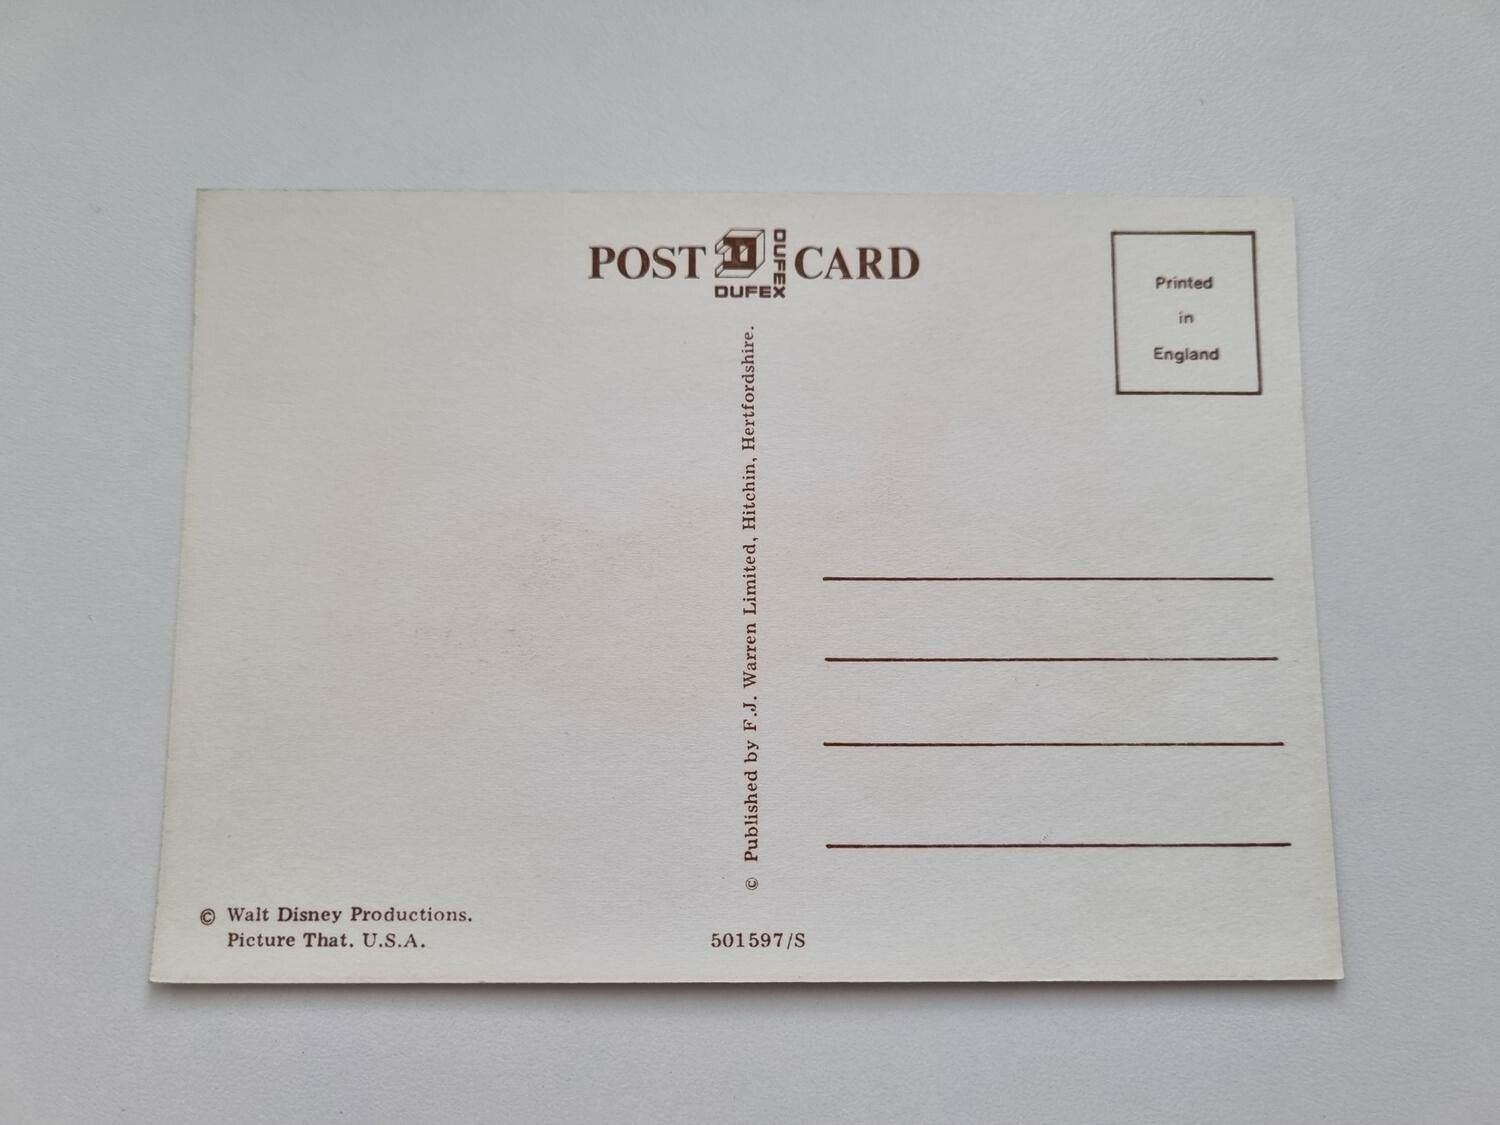 POST DUFEX DUFEX CARD
Printed
in
England
© Published by F.J. Warren Limited, Hitchin, Hertfordshire.
© Walt Disney Productions.
Picture That. U.S.A.
501597/S